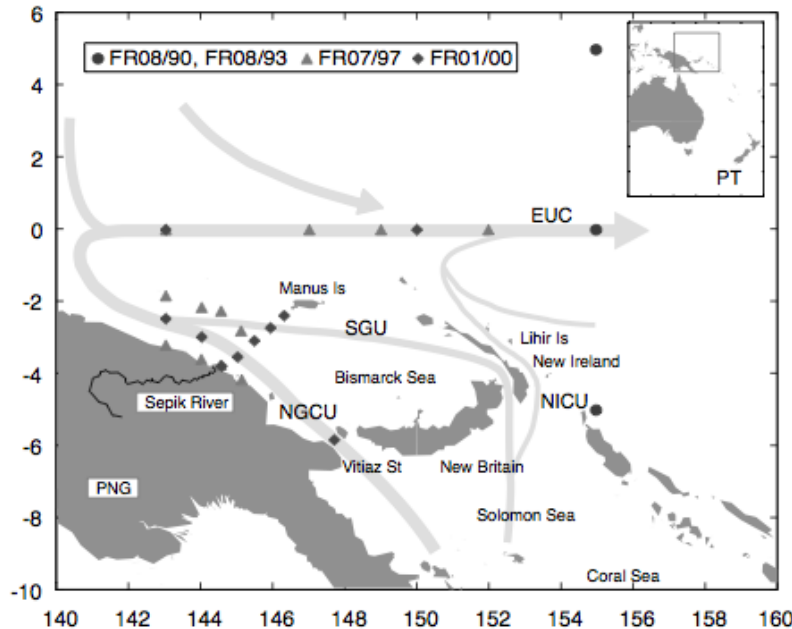 6
4
2
0
-2
-4
-6
-8
-10
140
142
144
146
148
150
152
154
156
158
160
FR08/90, FR08/93
FR07/97
FR01/00
PT
EUC
Manus Is
SGU
Lihir Is
New Ireland
Bismarck Sea
NICU
Sepik River
NGCU
Vitiaz St
New Britain
PNG
Solomon Sea
Coral Sea